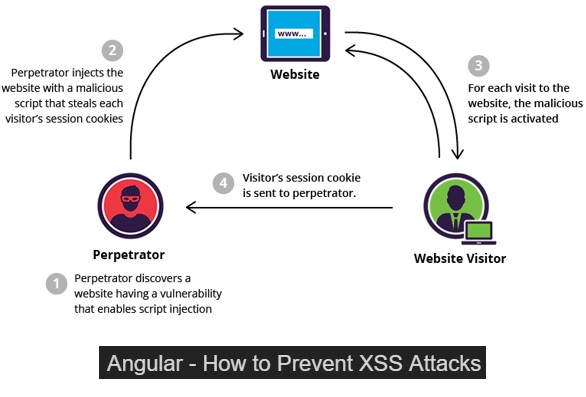 www...
Website
2
Perpetrator injects the
website with a malicious
script that steals each
visitor's session cookies
3
For each visit to the
website, the malicious
script is activated
4
Visitor's session cookie
is sent to perpetrator.
Perpetrator
Website Visitor
1
Perpetrator discovers a
website having a vulnerability
that enables script injection
Angular - How to Prevent XSS Attacks